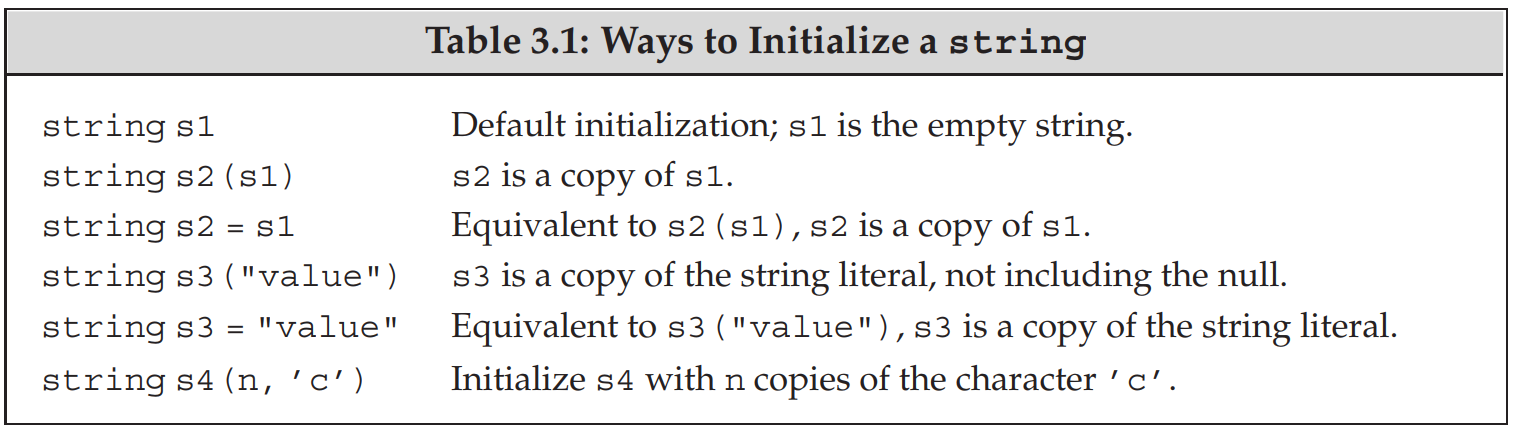 Table 3.1: Ways to Initialize a string
string s1 Default initialization; s1 is the empty string.
string s2(s1) s2 is a copy of s1.
string s2 = s1 Equivalent to s2(s1), s2 is a copy of s1.
string s3("value") s3 is a copy of the string literal, not including the null.
string s3 = "value" Equivalent to s3("value"), s3 is a copy of the string literal.
string s4(n, 'c') Initialize s4 with n copies of the character 'c'.